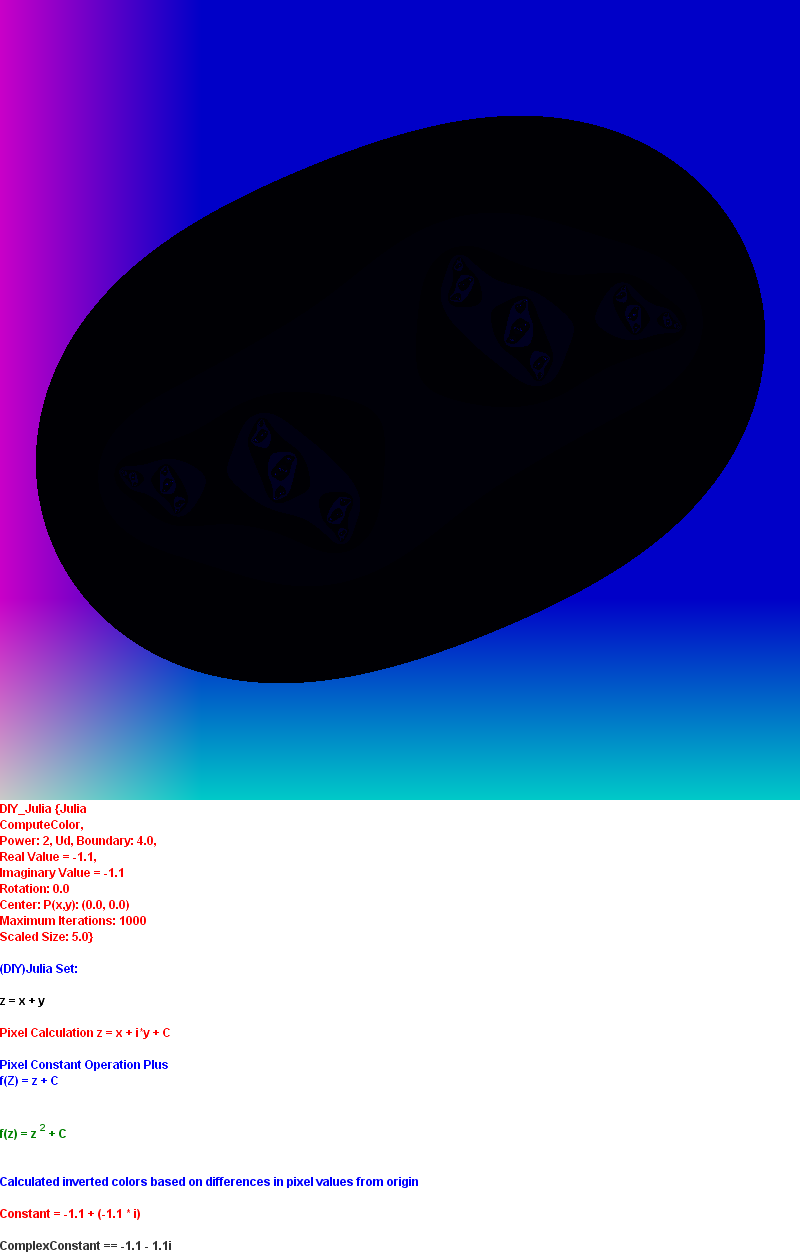 DIY_Julia {Julia
ComputeColor,
Power: 2, Ud, Boundary: 4.0,
Real Value = -1.1,
Imaginary Value = -1.1
Rotation: 0.0
Center: P(x,y): (0.0, 0.0)
Maximum Iterations: 1000
Scaled Size: 5.0}
(DIY)Julia Set:
z = x + y
Pixel Calculation z = x + i*y + C
Pixel Constant Operation Plus
f(Z) = z + C
f(z) = z 2 + C
Calculated inverted colors based on differences in pixel values from origin
Constant = -1.1 + (-1.1 * i)
ComplexConstant == -1.1 - 1.1i